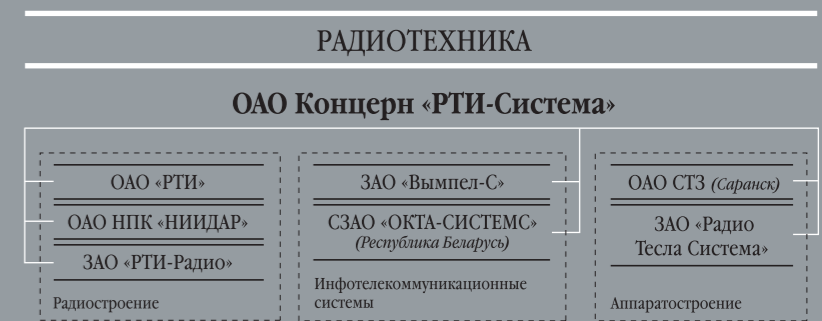 РАДИОТЕХНИКА
ОАО Концерн «РТИ-Система»
ОАО «РТИ»
ОАО НПК «НИИДАР»
ЗАО «РТИ-Радио»
Радиостроение
ЗАО «Вымпел-С»
СЗАО «ОКТА-СИСТЕМС»
(Республика Беларусь)
Инфотелекоммуникационные
системы
ОАО СТЗ (Саранск)
ЗАО «Радио
Тесла Система»
Аппаратостроение